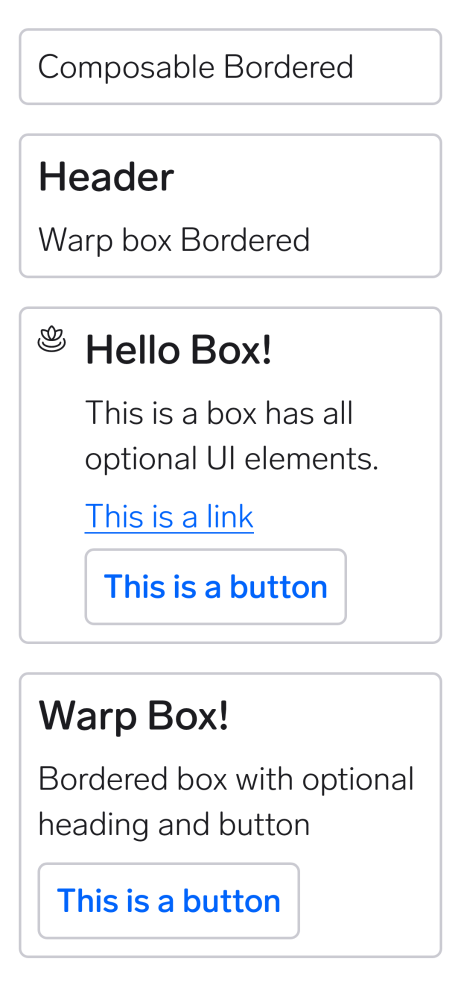 Composable Bordered
Header
Warp box Bordered
Hello Box!
This is a box has all
optional UI elements.
This is a link
This is a button
Warp Box!
Bordered box with optional
heading and button
This is a button